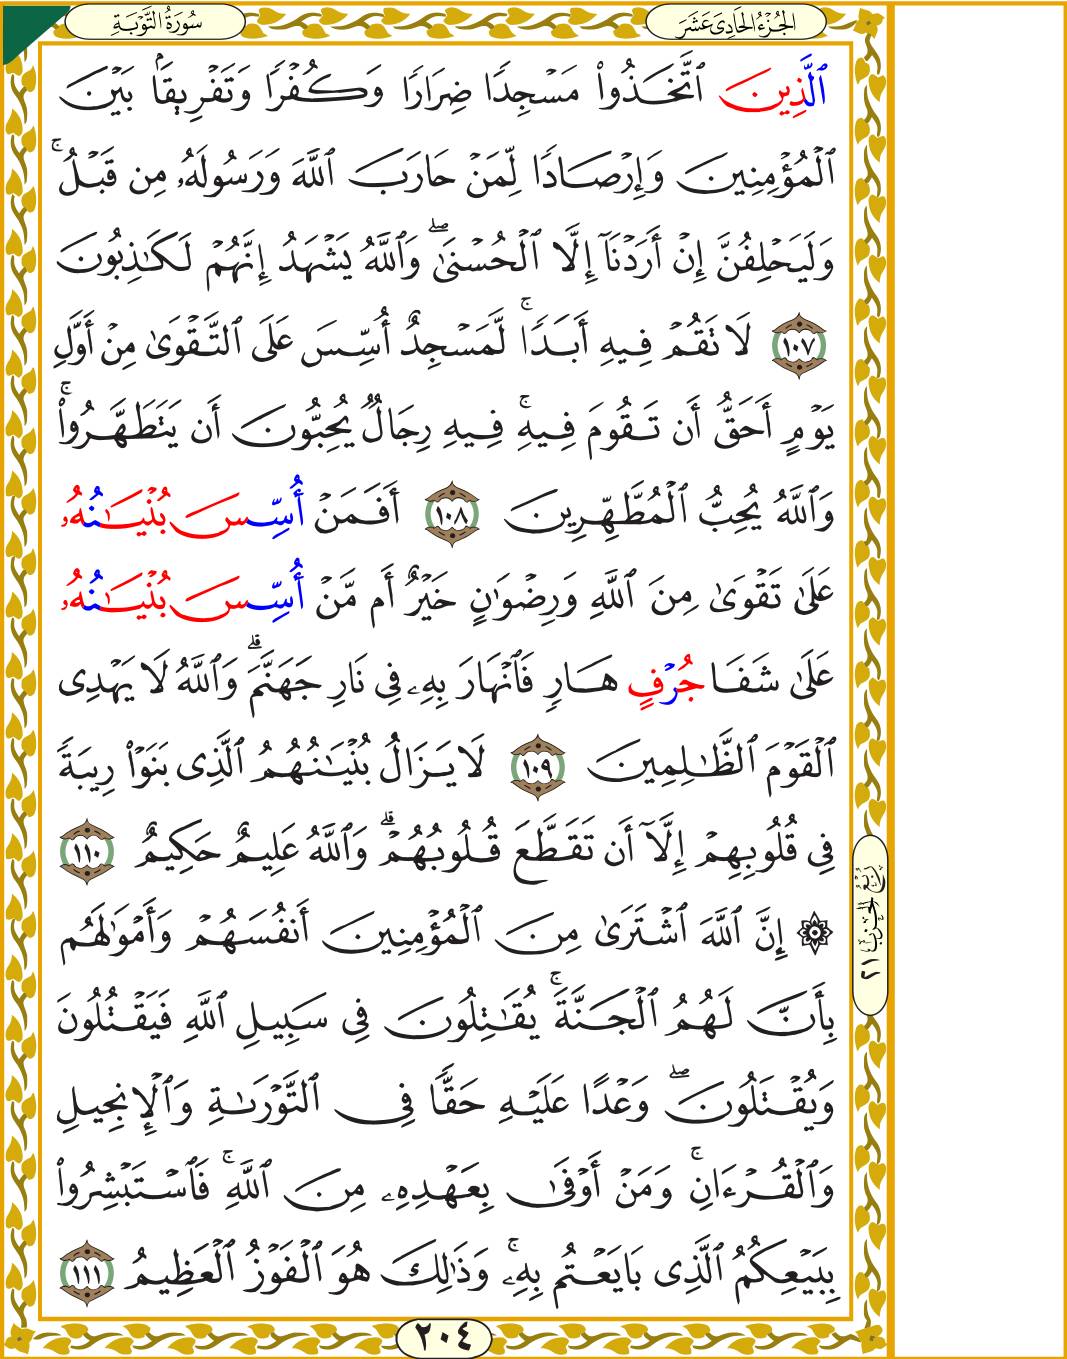 سُورَةُ التَّوْبَةِ
الجُزْءُ الحَادِىَ عَشَرَ
ٱلَّذِينَ ٱتَّخَذُوا۟ مَسْجِدًۭا ضِرَارًۭا وَكُفْرًۭا وَتَفْرِيقًۢا بَيْنَ
ٱلْمُؤْمِنِينَ وَإِرْصَادًۭا لِّمَنْ حَارَبَ ٱللَّهَ وَرَسُولَهُۥ مِن قَبْلُ ۚ
وَلَيَحْلِفُنَّ إِنْ أَرَدْنَآ إِلَّا ٱلْحُسْنَىٰ ۖ وَٱللَّهُ يَشْهَدُ إِنَّهُمْ لَكَـٰذِبُونَ
١٠٧ لَا تَقُمْ فِيهِ أَبَدًۭا ۚ لَّمَسْجِدٌ أُسِّسَ عَلَى ٱلتَّقْوَىٰ مِنْ أَوَّلِ
يَوْمٍ أَحَقُّ أَن تَقُومَ فِيهِ ۚ فِيهِ رِجَالٌۭ يُحِبُّونَ أَن يَتَطَهَّرُوا۟ ۚ
وَٱللَّهُ يُحِبُّ ٱلْمُطَّهِّرِينَ ١٠٨ أَفَمَنْ أُسِّسَ بُنْيَـٰنُهُۥ
عَلَىٰ تَقْوَىٰ مِنَ ٱللَّهِ وَرِضْوَٰنٍ خَيْرٌ أَم مَّنْ أُسِّسَ بُنْيَـٰنُهُۥ
عَلَىٰ شَفَا جُرْفٍ هَارٍۢ فَٱنْهَارَ بِهِۦ فِى نَارِ جَهَنَّمَ ۗ وَٱللَّهُ لَا يَهْدِى
ٱلْقَوْمَ ٱلظَّـٰلِمِينَ ١٠٩ لَا يَزَالُ بُنْيَـٰنُهُمُ ٱلَّذِى بَنَوْا۟ رِيبَةًۭ
فِى قُلُوبِهِمْ إِلَّآ أَن تَقَطَّعَ قُلُوبُهُمْ ۗ وَٱللَّهُ عَلِيمٌ حَكِيمٌ ١١٠
۞ إِنَّ ٱللَّهَ ٱشْتَرَىٰ مِنَ ٱلْمُؤْمِنِينَ أَنفُسَهُمْ وَأَمْوَٰلَهُم
بِأَنَّ لَهُمُ ٱلْجَنَّةَ ۚ يُقَـٰتِلُونَ فِى سَبِيلِ ٱللَّهِ فَيَقْتُلُونَ
وَيُقْتَلُونَ ۖ وَعْدًا عَلَيْهِ حَقًّۭا فِى ٱلتَّوْرَىٰةِ وَٱلْإِنجِيلِ
وَٱلْقُرْءَانِ ۚ وَمَنْ أَوْفَىٰ بِعَهْدِهِۦ مِنَ ٱللَّهِ ۚ فَٱسْتَبْشِرُوا۟
بِبَيْعِكُمُ ٱلَّذِى بَايَعْتُم بِهِۦ ۚ وَذَٰلِكَ هُوَ ٱلْفَوْزُ ٱلْعَظِيمُ ١١١
رُبْعُ الحِزْبِ ٢١
٢٠٤